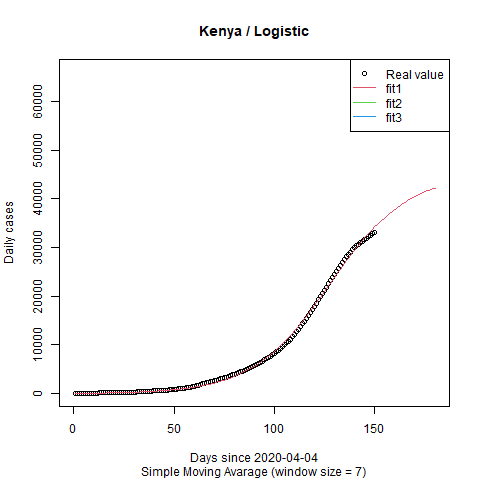 Kenya / Logistic
Real value
fit1
fit2
fit3
Daily cases
60000
50000
40000
30000
20000
10000
0
0 50 100 150
Days since 2020-04-04
Simple Moving Avarage (window size = 7)